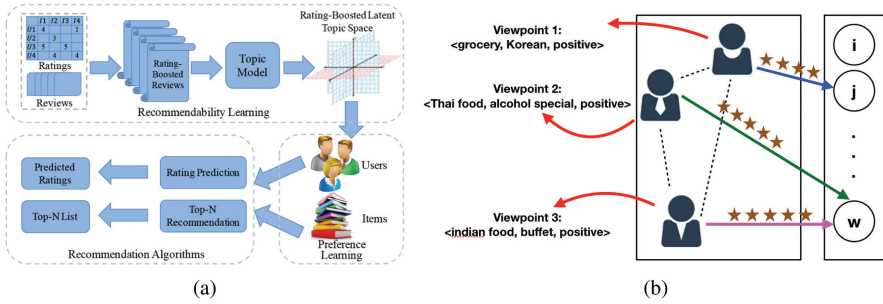 I1 I2 I3 I4
U1 4 1
U2 3
U3 5 5
U4 4 4
Ratings
Reviews
Rating-
Boosted
Reviews
Topic
Model
Rating-Boosted Latent
Topic Space
Recommendability Learning
Predicted
Ratings
Rating Prediction
Users
Top-N List
Top-N
Recommendation
Items
Preference
Learning
Recommendation Algorithms
(a)
Viewpoint 1:
<grocery, Korean, positive>
Viewpoint 2:
<Thai food, alcohol special, positive>
Viewpoint 3:
<indian food, buffet, positive>
i
j
w
(b)